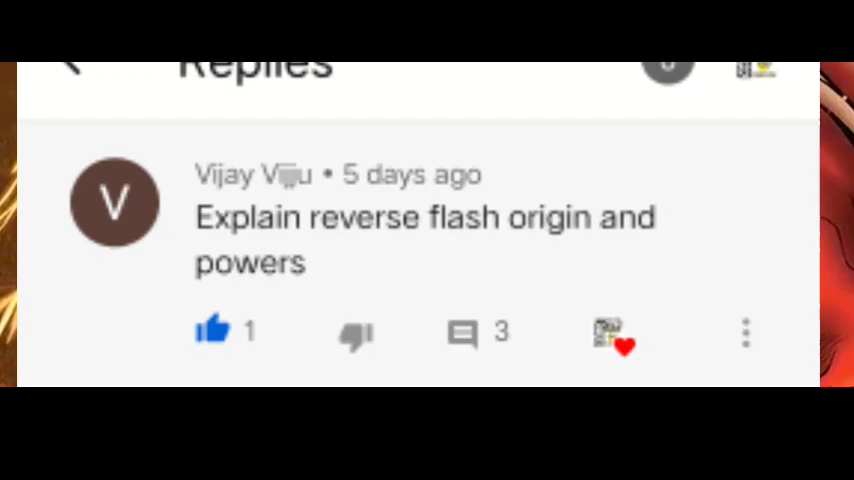 Replies
Vijay • 5 days ago
Explain reverse flash origin and
powers
1
3
V